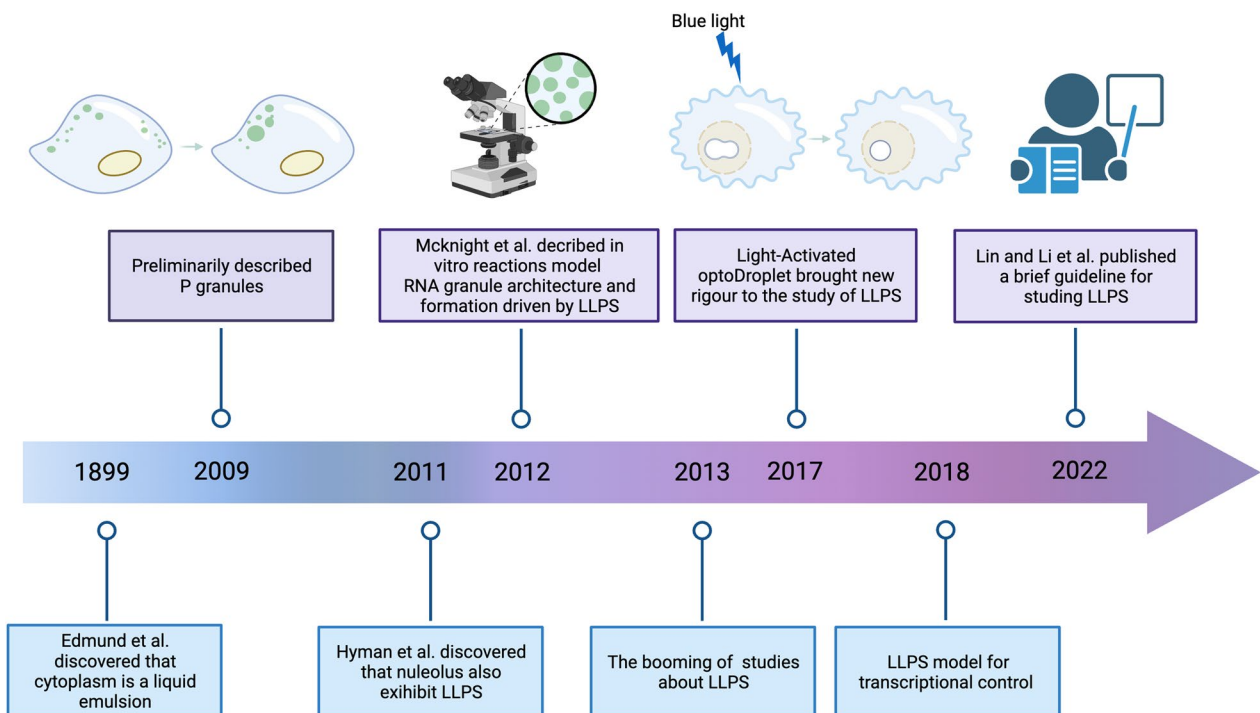 Blue light
Preliminarily described
P granules
Mcknight et al. decribed in
vitro reactions model
RNA granule architecture and
formation driven by LLPS
Light-Activated
optoDroplet brought new
rigour to the study of LLPS
Lin and Li et al. published
a brief guideline for
studing LLPS
1899
2009
2011
2012
2013
2017
2018
2022
Edmund et al.
discovered that
cytoplasm is a liquid
emulsion
Hyman et al. discovered
that nuleolus also
exihibit LLPS
The booming of studies
about LLPS
LLPS model for
transcriptional control